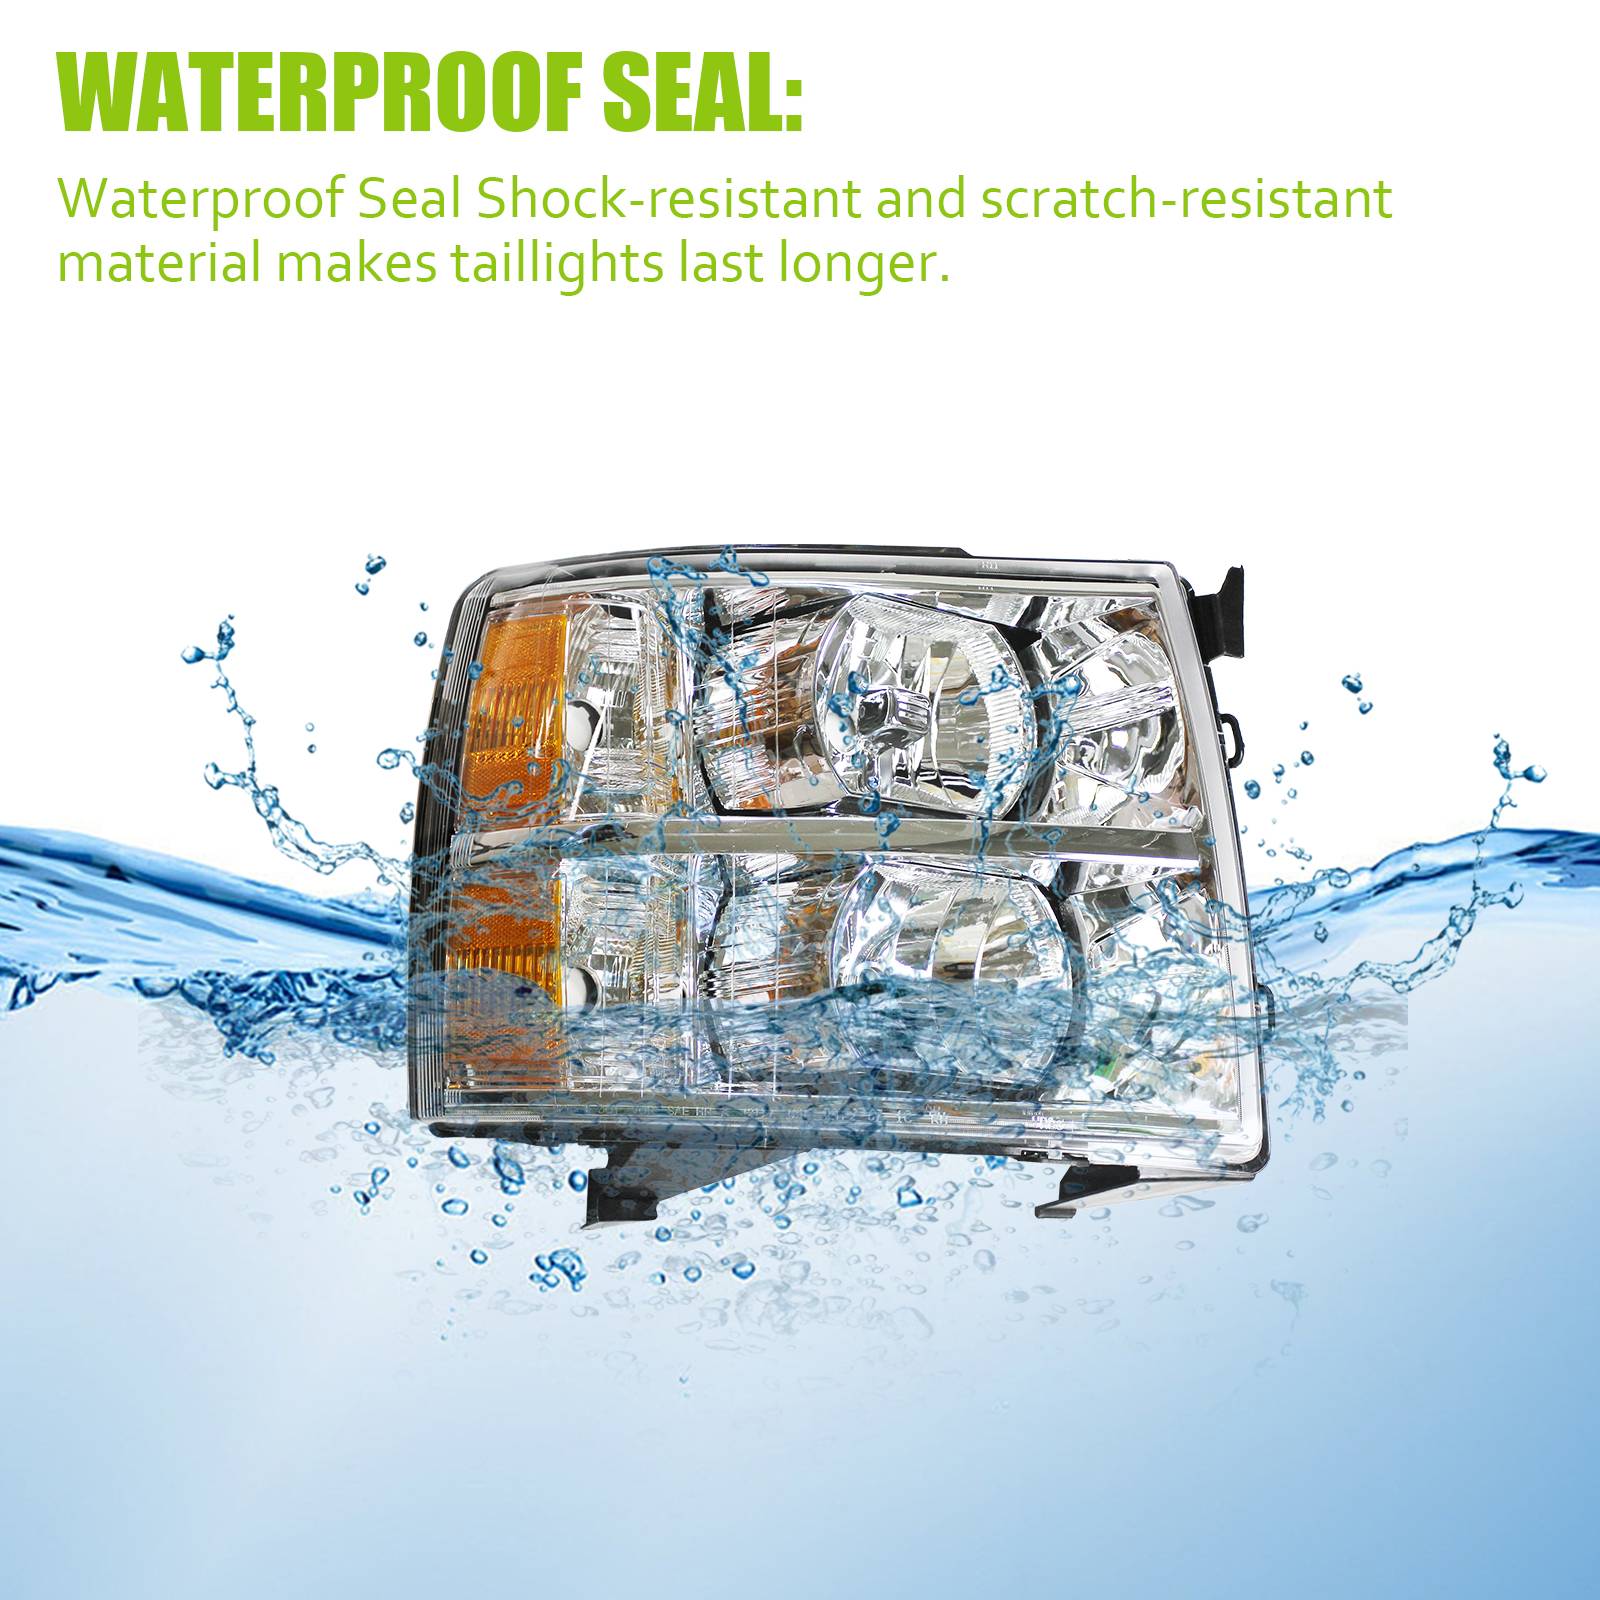 WATERPROOF SEAL:
Waterproof Seal Shock-resistant and scratch-resistant
material makes taillights last longer.